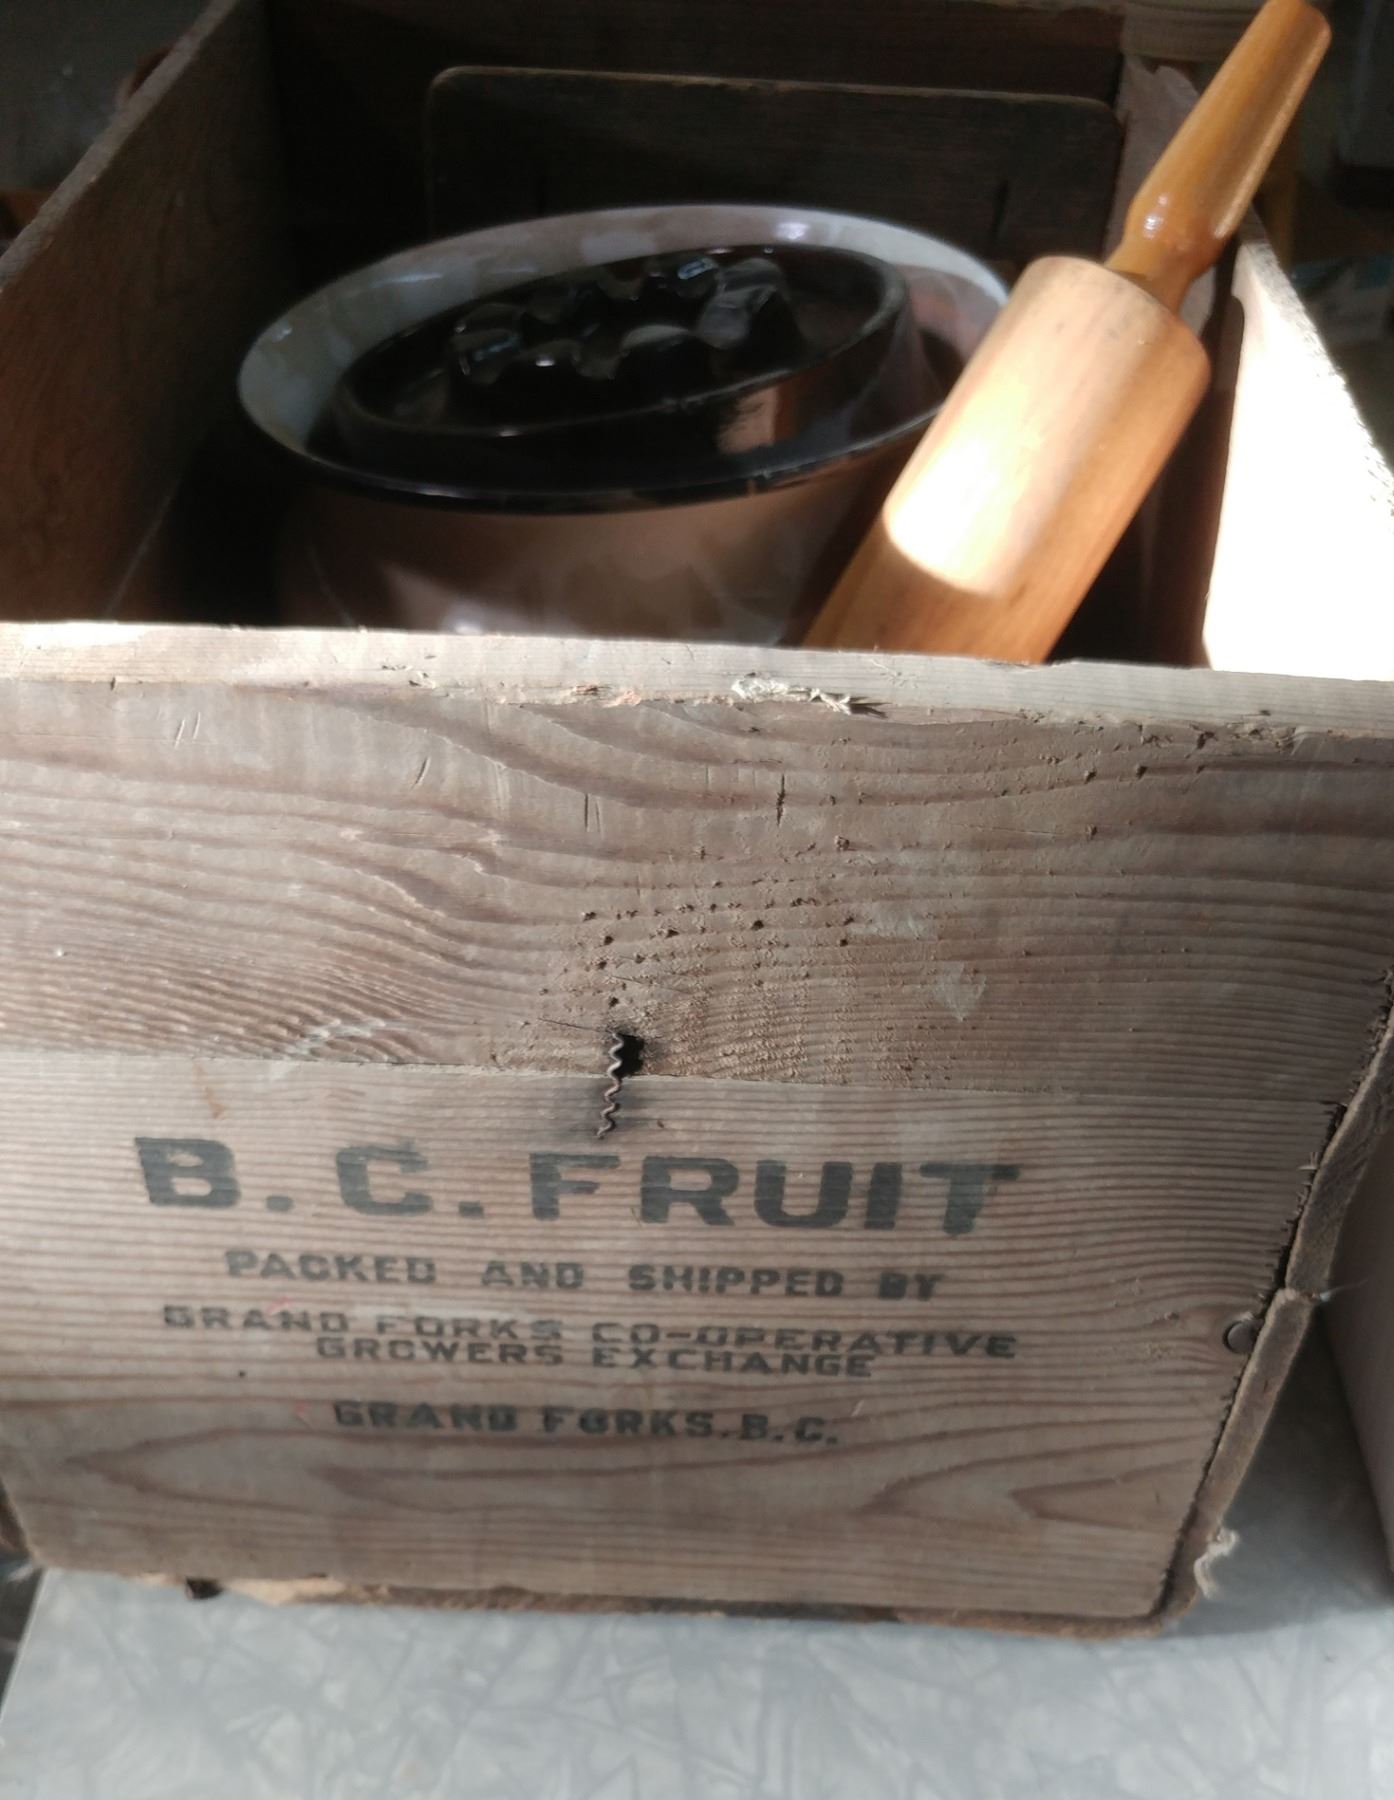 B.C. FRUIT
PACKED AND SHIPPED BY
GRAND FORKS CO-OPERATIVE
GROWERS EXCHANGE
GRAND FORKS, B.C.